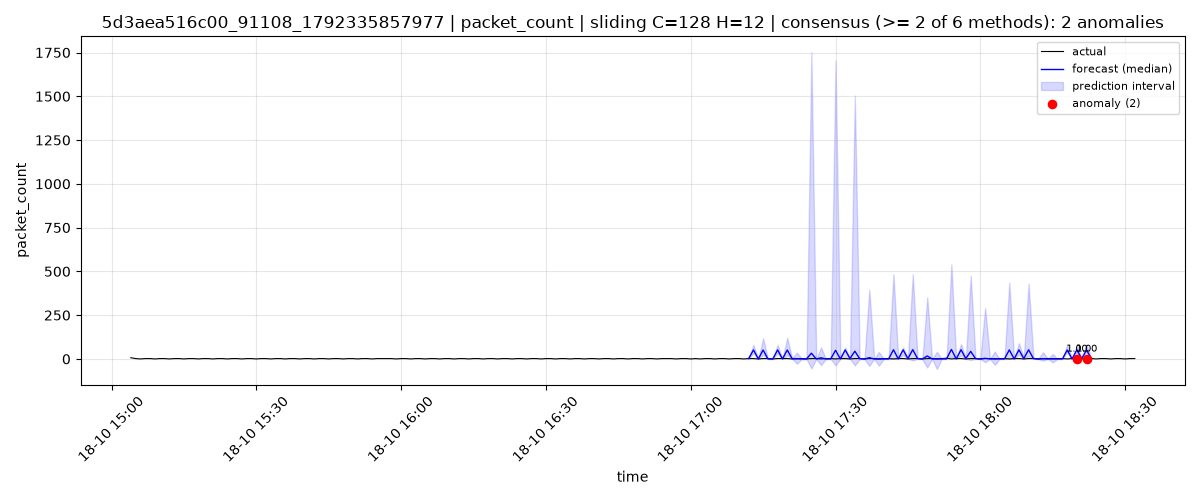 5d3aea516c00_91108_1792335857977 | packet_count | sliding C=128 H=12 | consensus (>= 2 of 6 methods): 2 anomalies
actual
forecast (median)
prediction interval
anomaly (2)
packet_count
1750
1500
1250
1000
750
500
250
0
18-10 15:00
18-10 15:30
18-10 16:00
18-10 16:30
18-10 17:00
18-10 17:30
18-10 18:00
18-10 18:30
time